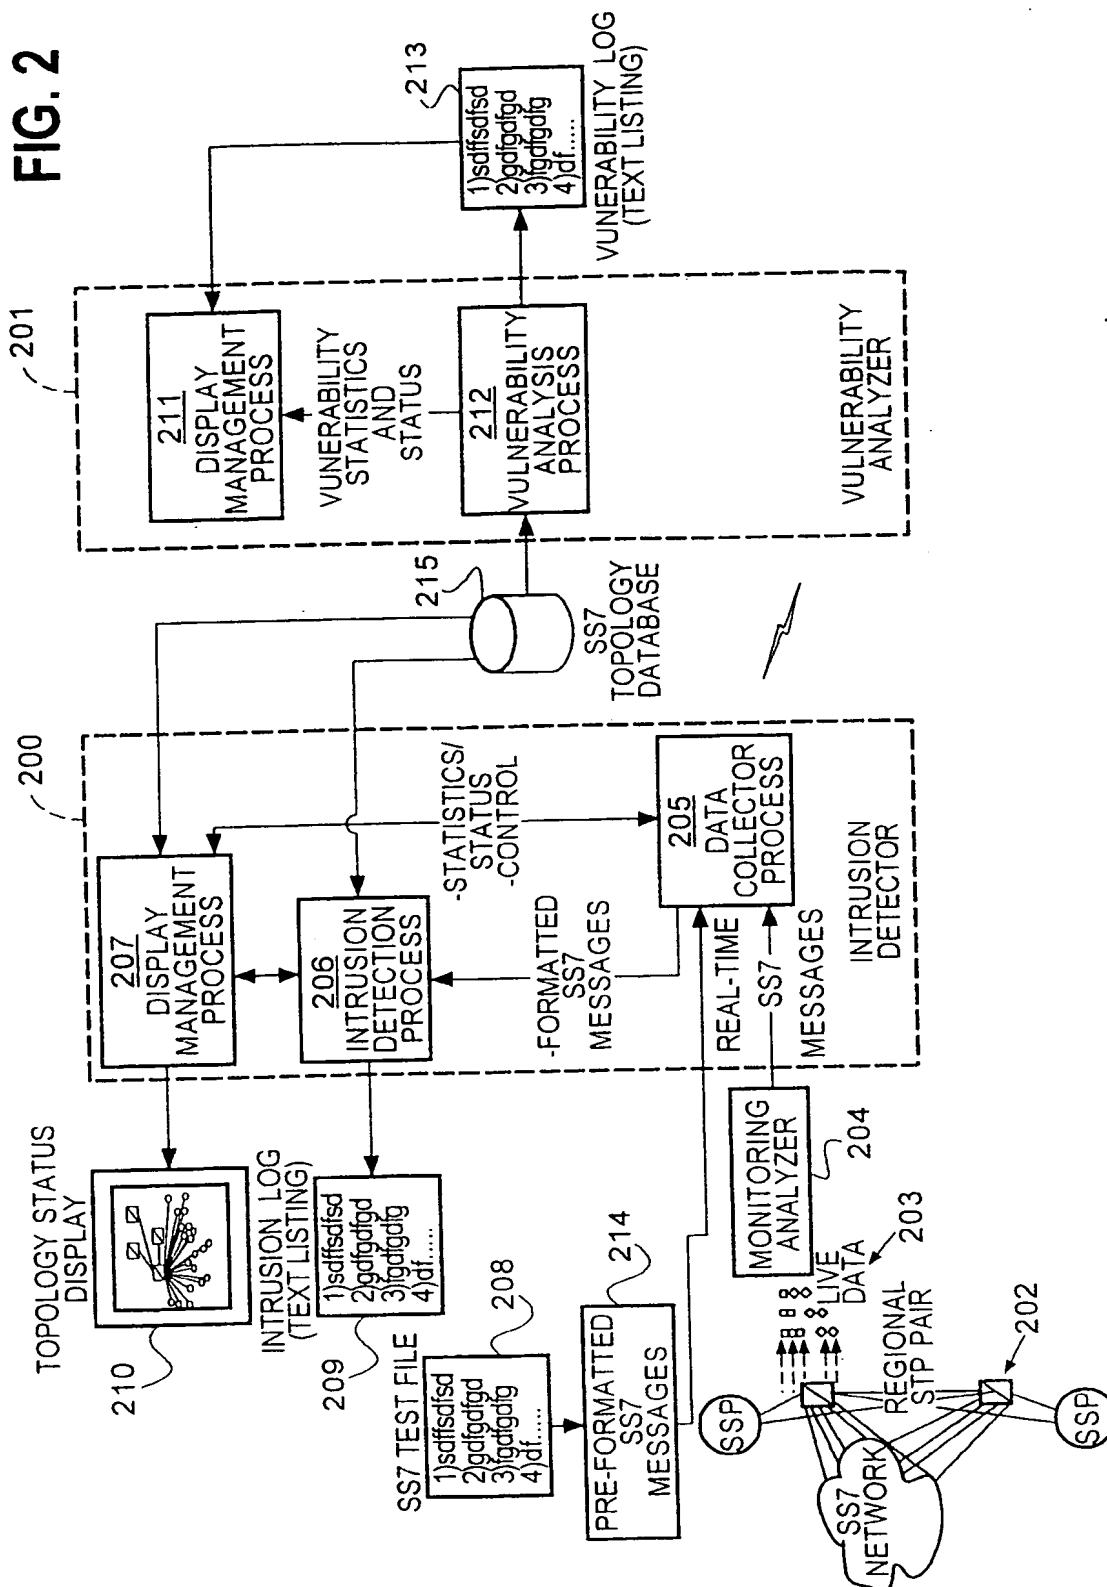 FIG. 2
TOPOLOGY STATUS
DISPLAY
210
207
DISPLAY
MANAGEMENT
PROCESS
200
201
211
DISPLAY
MANAGEMENT
PROCESS
213
1)sdffsdfsd
2)gdfgdfgd
3)fgdfgdfg
4)df.....
VUNERABILITY LOG
(TEXT LISTING)
INTRUSION LOG
(TEXT LISTING)
1)sdffsdfsd
2)gdfgdfgd
3)fgdfgdfg
4)df.....
209
206
INTRUSION
DETECTION
PROCESS
-STATISTICS/
STATUS
-CONTROL
215
SS7
TOPOLOGY
DATABASE
VUNERABILITY
STATISTICS
AND
STATUS
212
VULNERABILITY
ANALYSIS
PROCESS
SS7 TEST FILE
1)sdffsdfsd
2)gdfgdfgd
3)fgdfgdfg
4)df.....
208
-FORMATTED
SS7
MESSAGES
205
DATA
COLLECTOR
PROCESS
PRE-FORMATTED
SS7
MESSAGES
214
REAL-TIME
SS7
MESSAGES
MONITORING
ANALYZER
204
INTRUSION
DETECTOR
VULNERABILITY
ANALYZER
SSP
LIVE
DATA
203
REGIONAL
STP PAIR
202
SS7
NETWORK
SSP